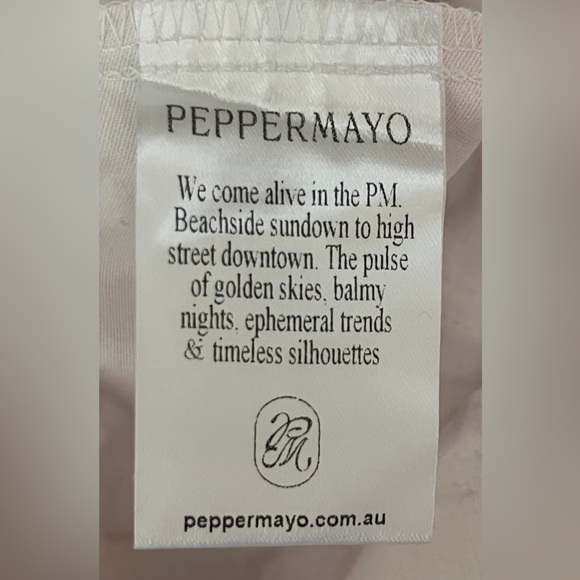 PEPPERMAYO
We come alive in the PM.
Beachside sundown to high
street downtown. The pulse
of golden skies, balmy
nights, ephemeral trends
& timeless silhouettes
PM
peppermayo.com.au